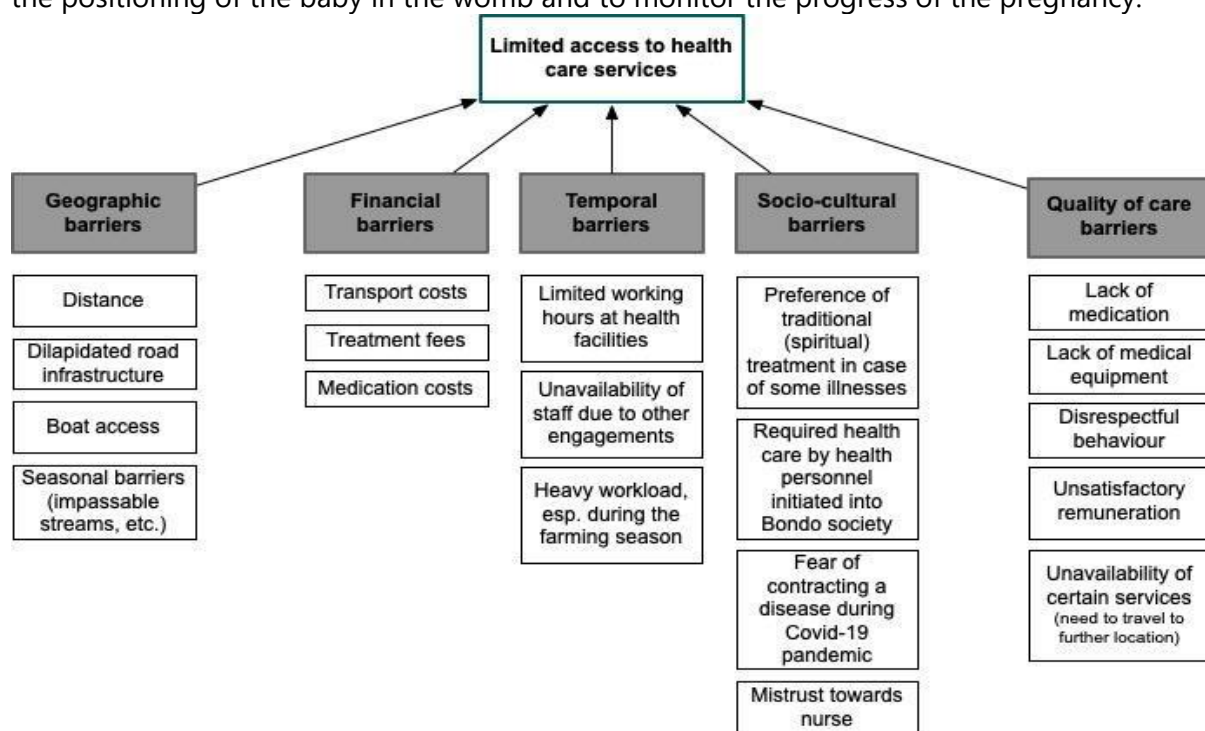 the positioning of the baby in the womb and to monitor the progress of the pregnancy.
Limited access to health
care services
Geographic
barriers
Distance
Dilapidated road
infrastructure
Boat access
Seasonal barriers
(impassable
streams, etc.)
Financial
barriers
Transport costs
Treatment fees
Medication costs
Temporal
barriers
Limited working
hours at health
facilities
Unavailability of
staff due to other
engagements
Heavy workload,
esp. during the
farming season
Socio-cultural
barriers
Preference of
traditional
(spiritual)
treatment in case
of some illnesses
Required health
care by health
personnel
initiated into
Bondo society
Fear of
contracting a
disease during
Covid-19
pandemic
Mistrust towards
nurse
Quality of care
barriers
Lack of
medication
Lack of medical
equipment
Disrespectful
behaviour
Unsatisfactory
remuneration
Unavailability of
certain services
(need to travel to
further location)